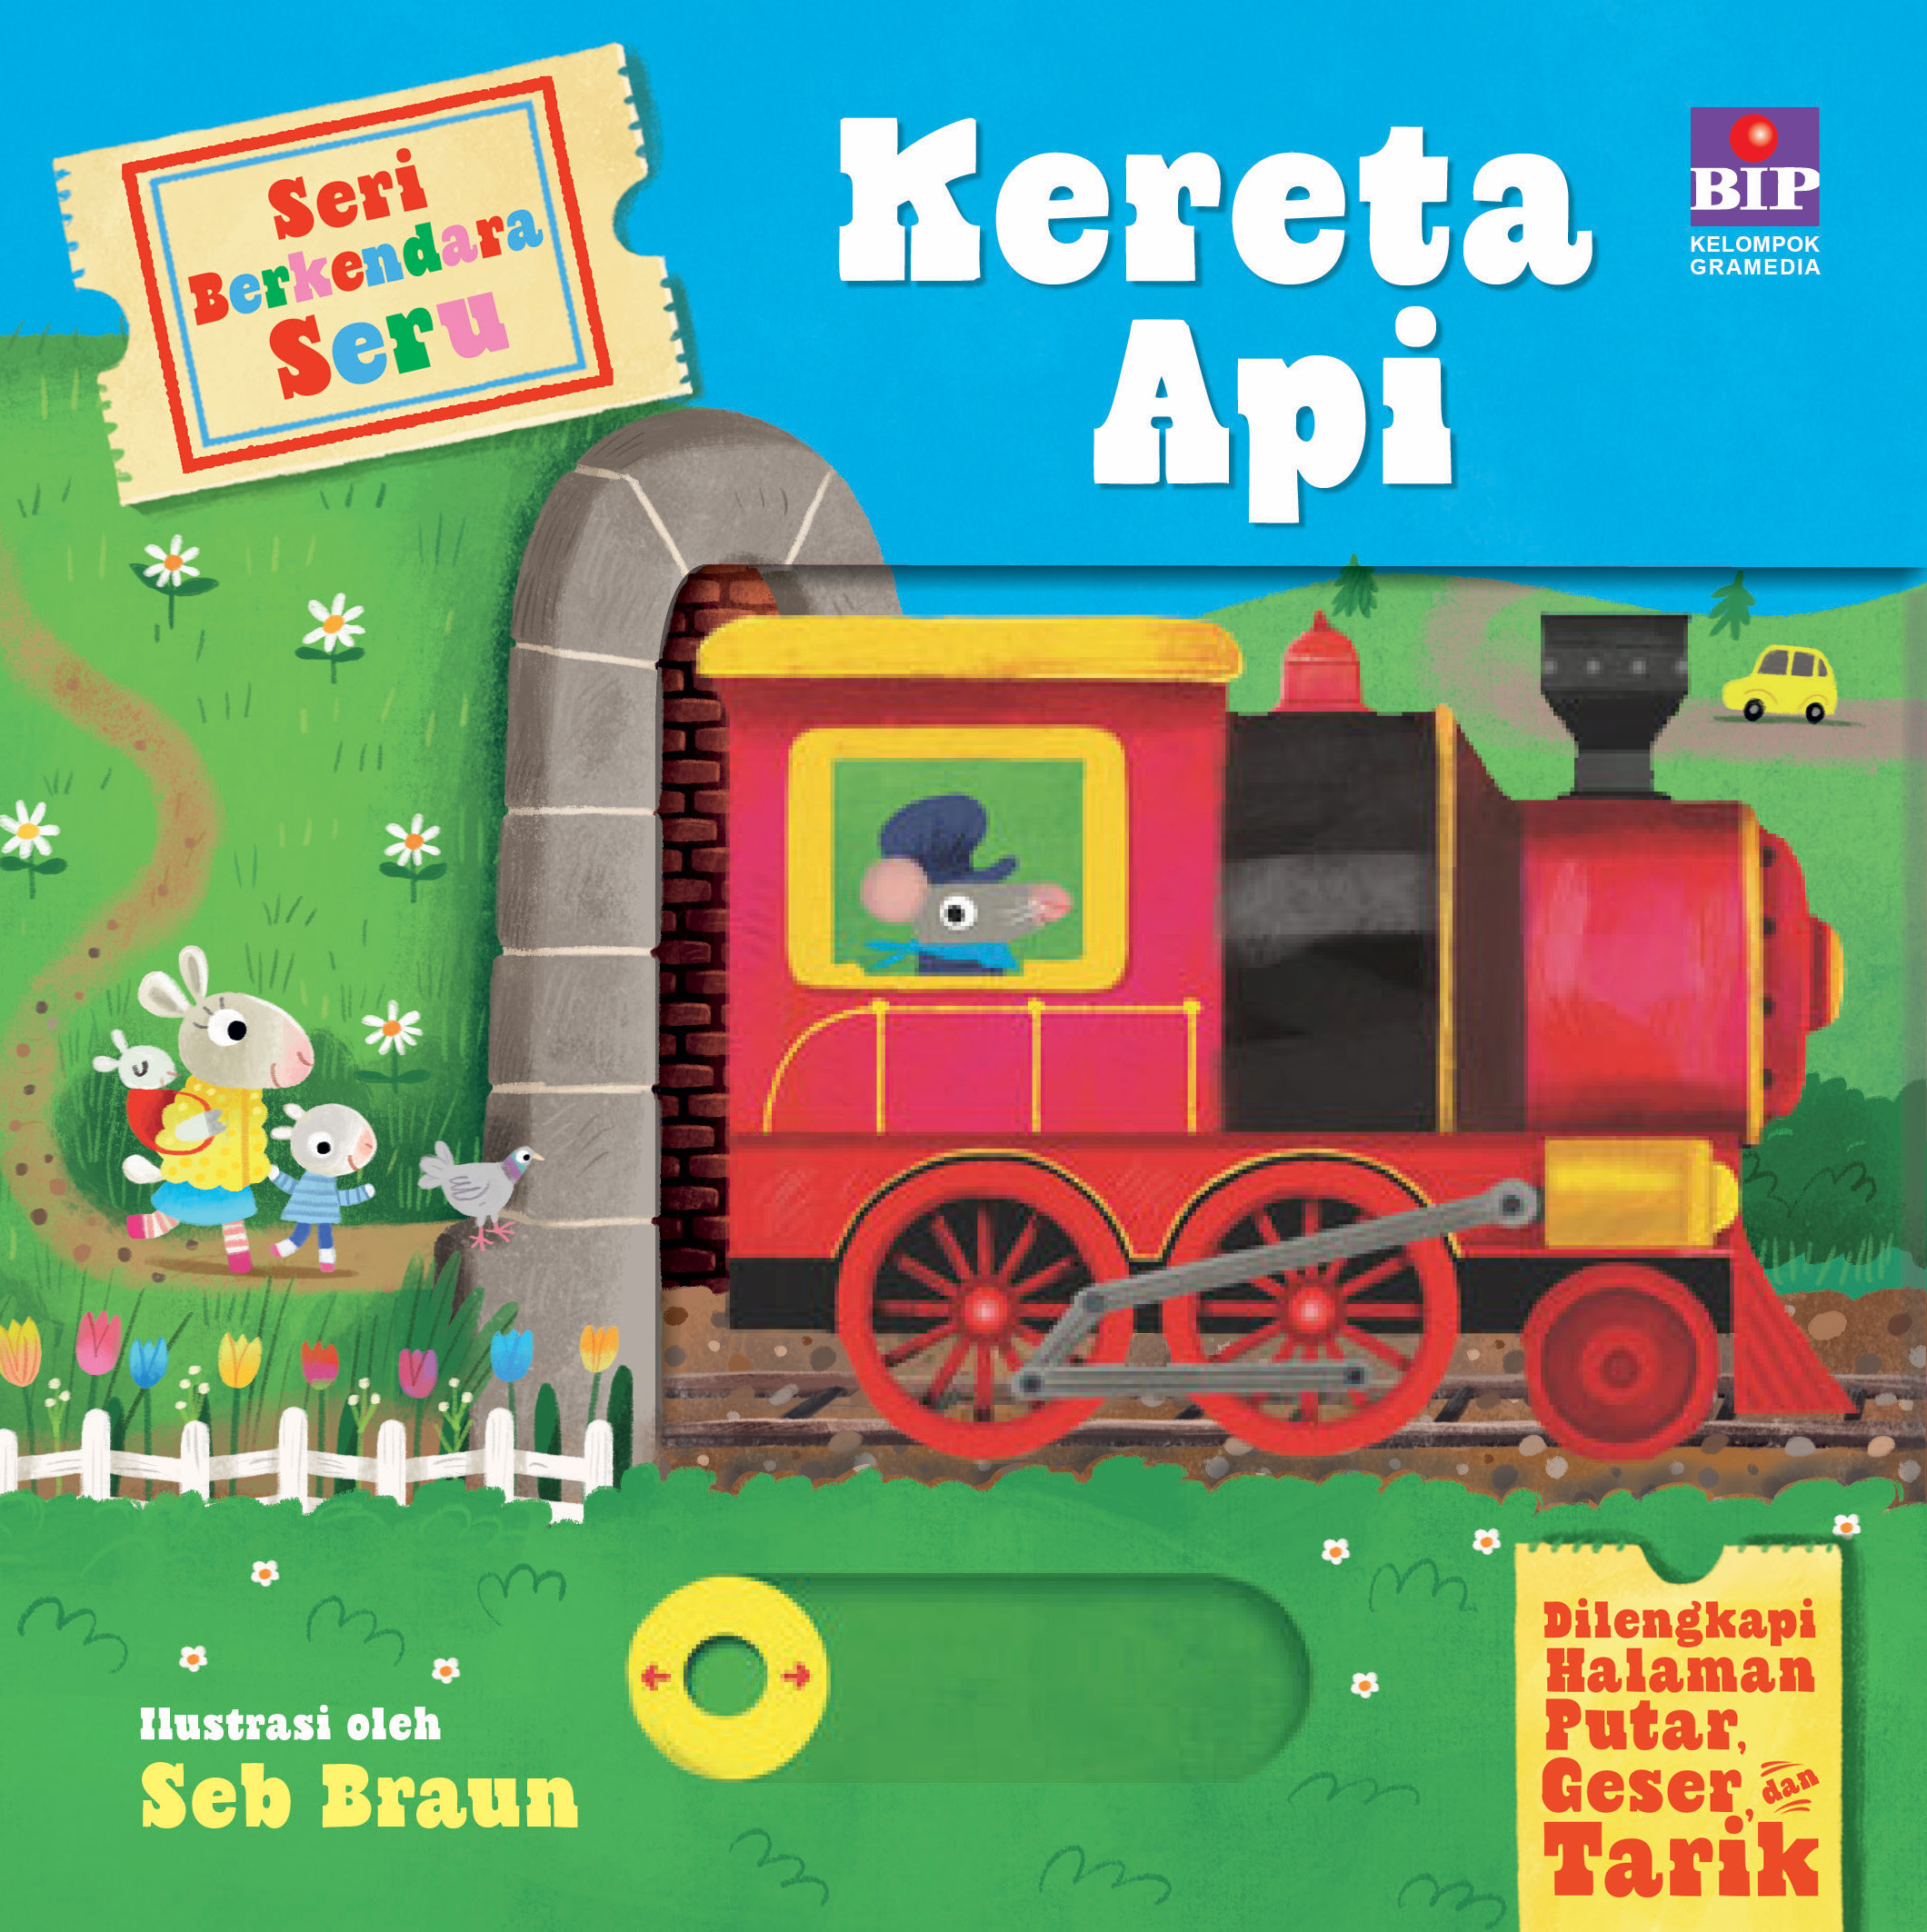 Seri
Berkendara
Seru
Kereta
Api
BIP
KELOMPOK
GRAMEDIA
Ilustrasi oleh
Seb Braun
Dilengkapi
Halaman
Putar,
Geser, dan
Tarik